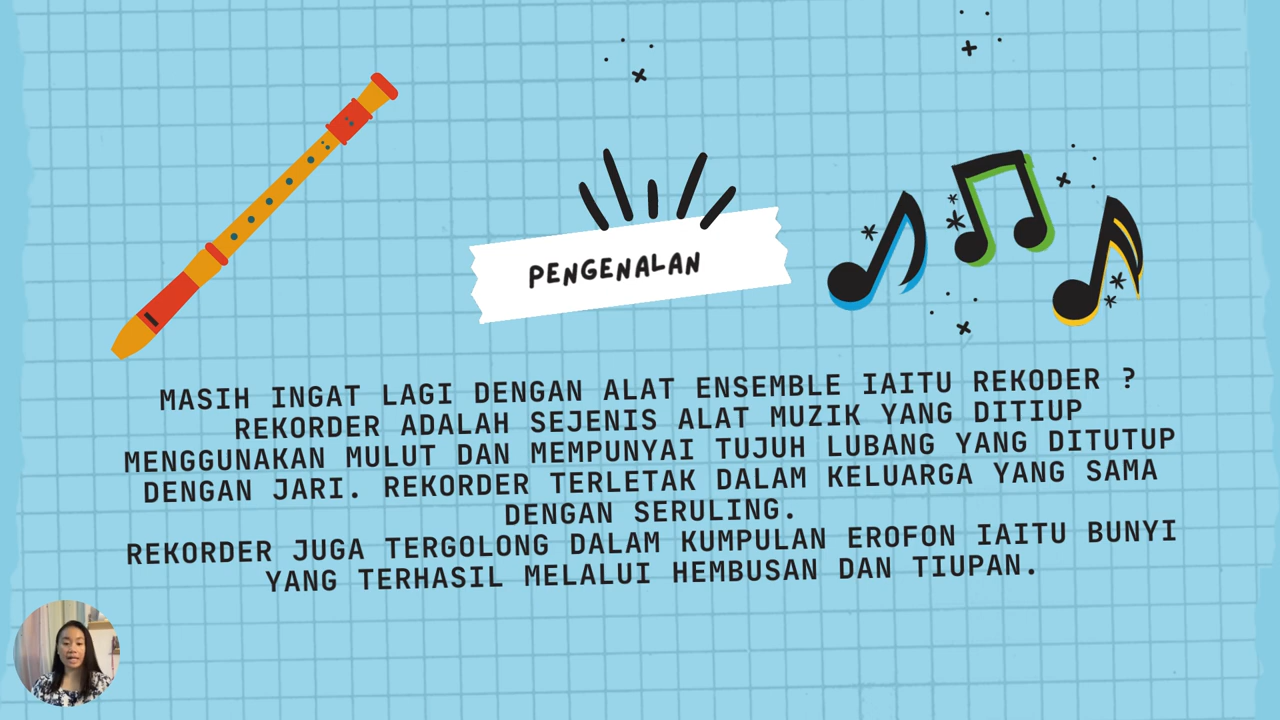 PENGENALAN
MASIH INGAT LAGI DENGAN ALAT ENSEMBLE IAITU REKODER ?
REKORDER ADALAH SEJENIS ALAT MUZIK YANG DITIUP
MENGGUNAKAN MULUT DAN MEMPUNYAI TUJUH LUBANG YANG DITUTUP
DENGAN JARI. REKORDER TERLETAK DALAM KELUARGA YANG SAMA
DENGAN SERULING.
REKORDER JUGA TERGOLONG DALAM KUMPULAN EROFON IAITU BUNYI
YANG TERHASIL MELALUI HEMBUSAN DAN TIUPAN.